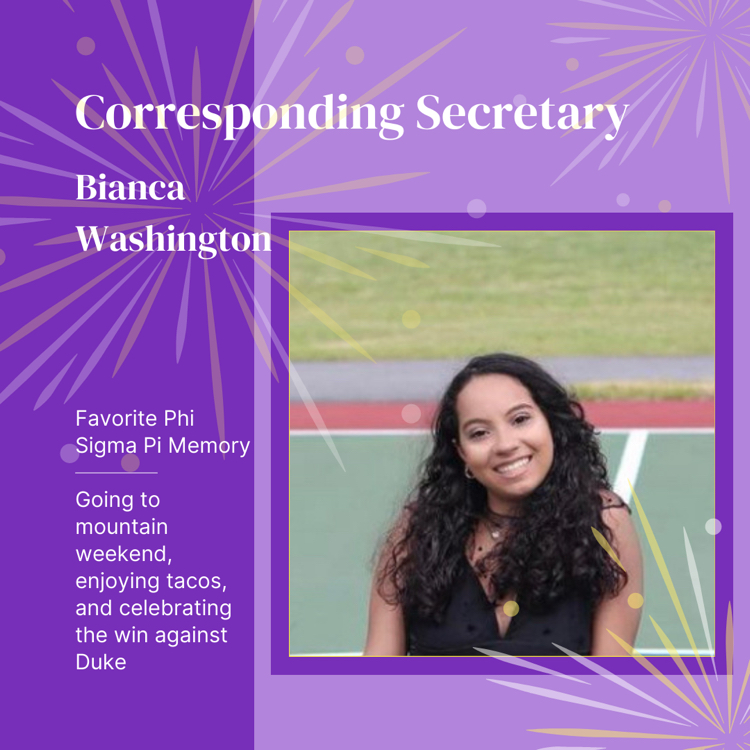 Corresponding Secretary
Bianca
Washington
Favorite Phi
Sigma Pi Memory
Going to
mountain
weekend,
enjoying tacos,
and celebrating
the win against
Duke